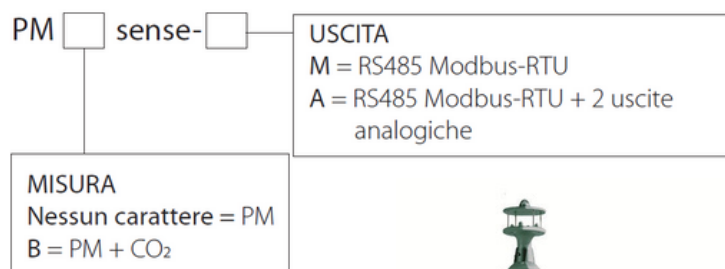 PM sense-
USCITA
M = RS485 Modbus-RTU
A = RS485 Modbus-RTU + 2 uscite
analogiche
MISURA
Nessun carattere = PM
B = PM + CO₂